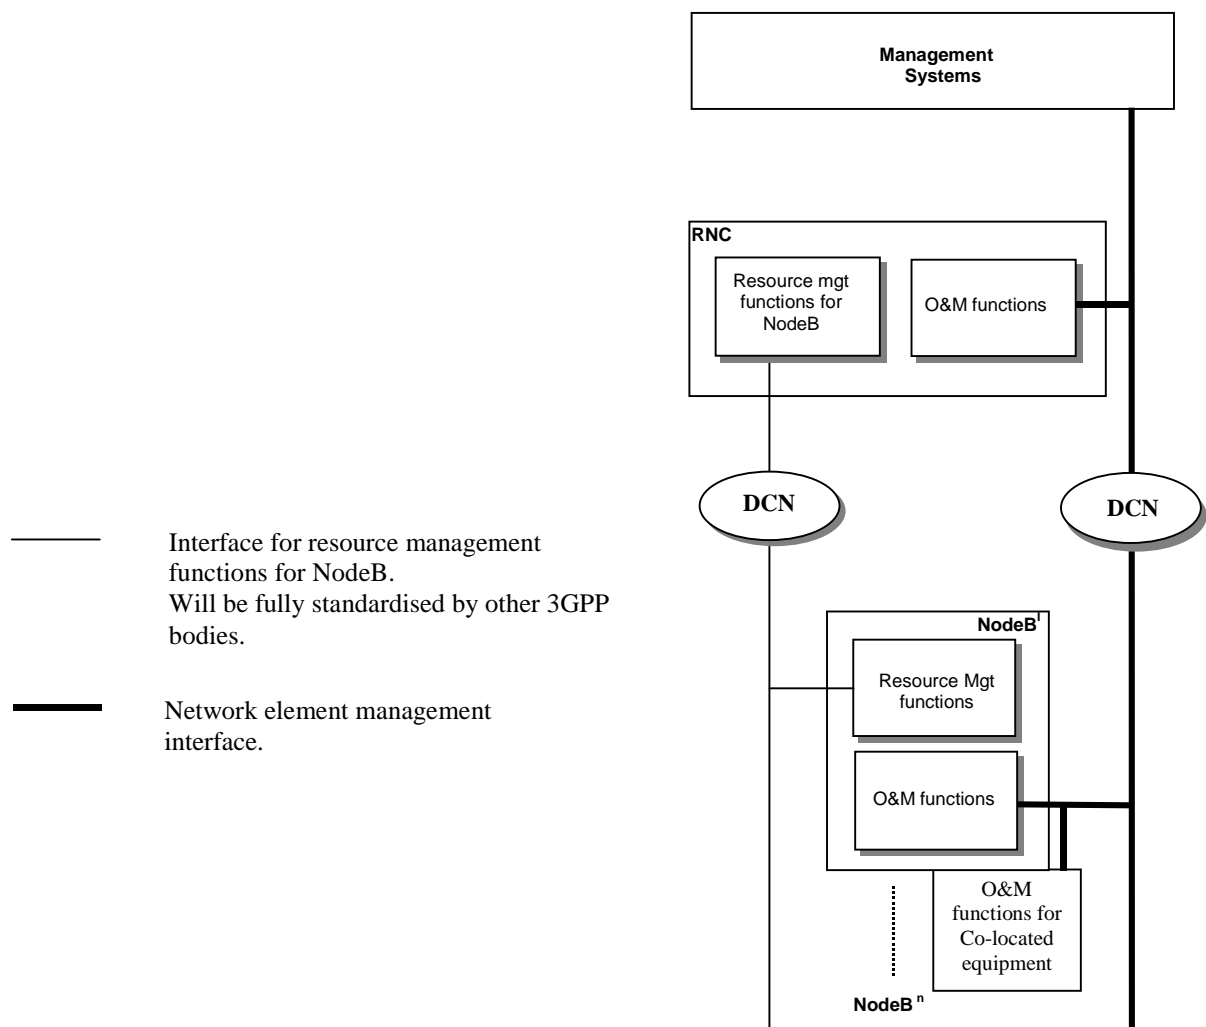 Management
Systems
RNC
Resource mgt
functions for
NodeB
O&M functions
DCN
DCN
Interface for resource management
functions for NodeB.
Will be fully standardised by other 3GPP
bodies.
Network element management
interface.
NodeB l
Resource Mgt
functions
O&M functions
O&M
functions for
Co-located
equipment
NodeB n